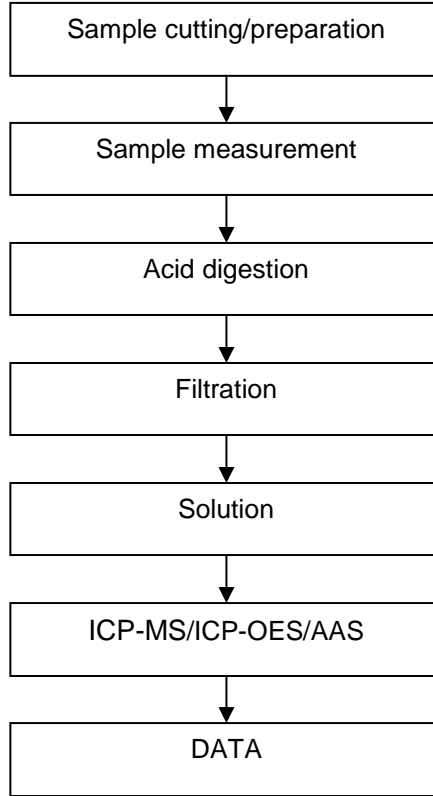 Sample cutting/preparation
Sample measurement
Acid digestion
Filtration
Solution
ICP-MS/ICP-OES/AAS
DATA